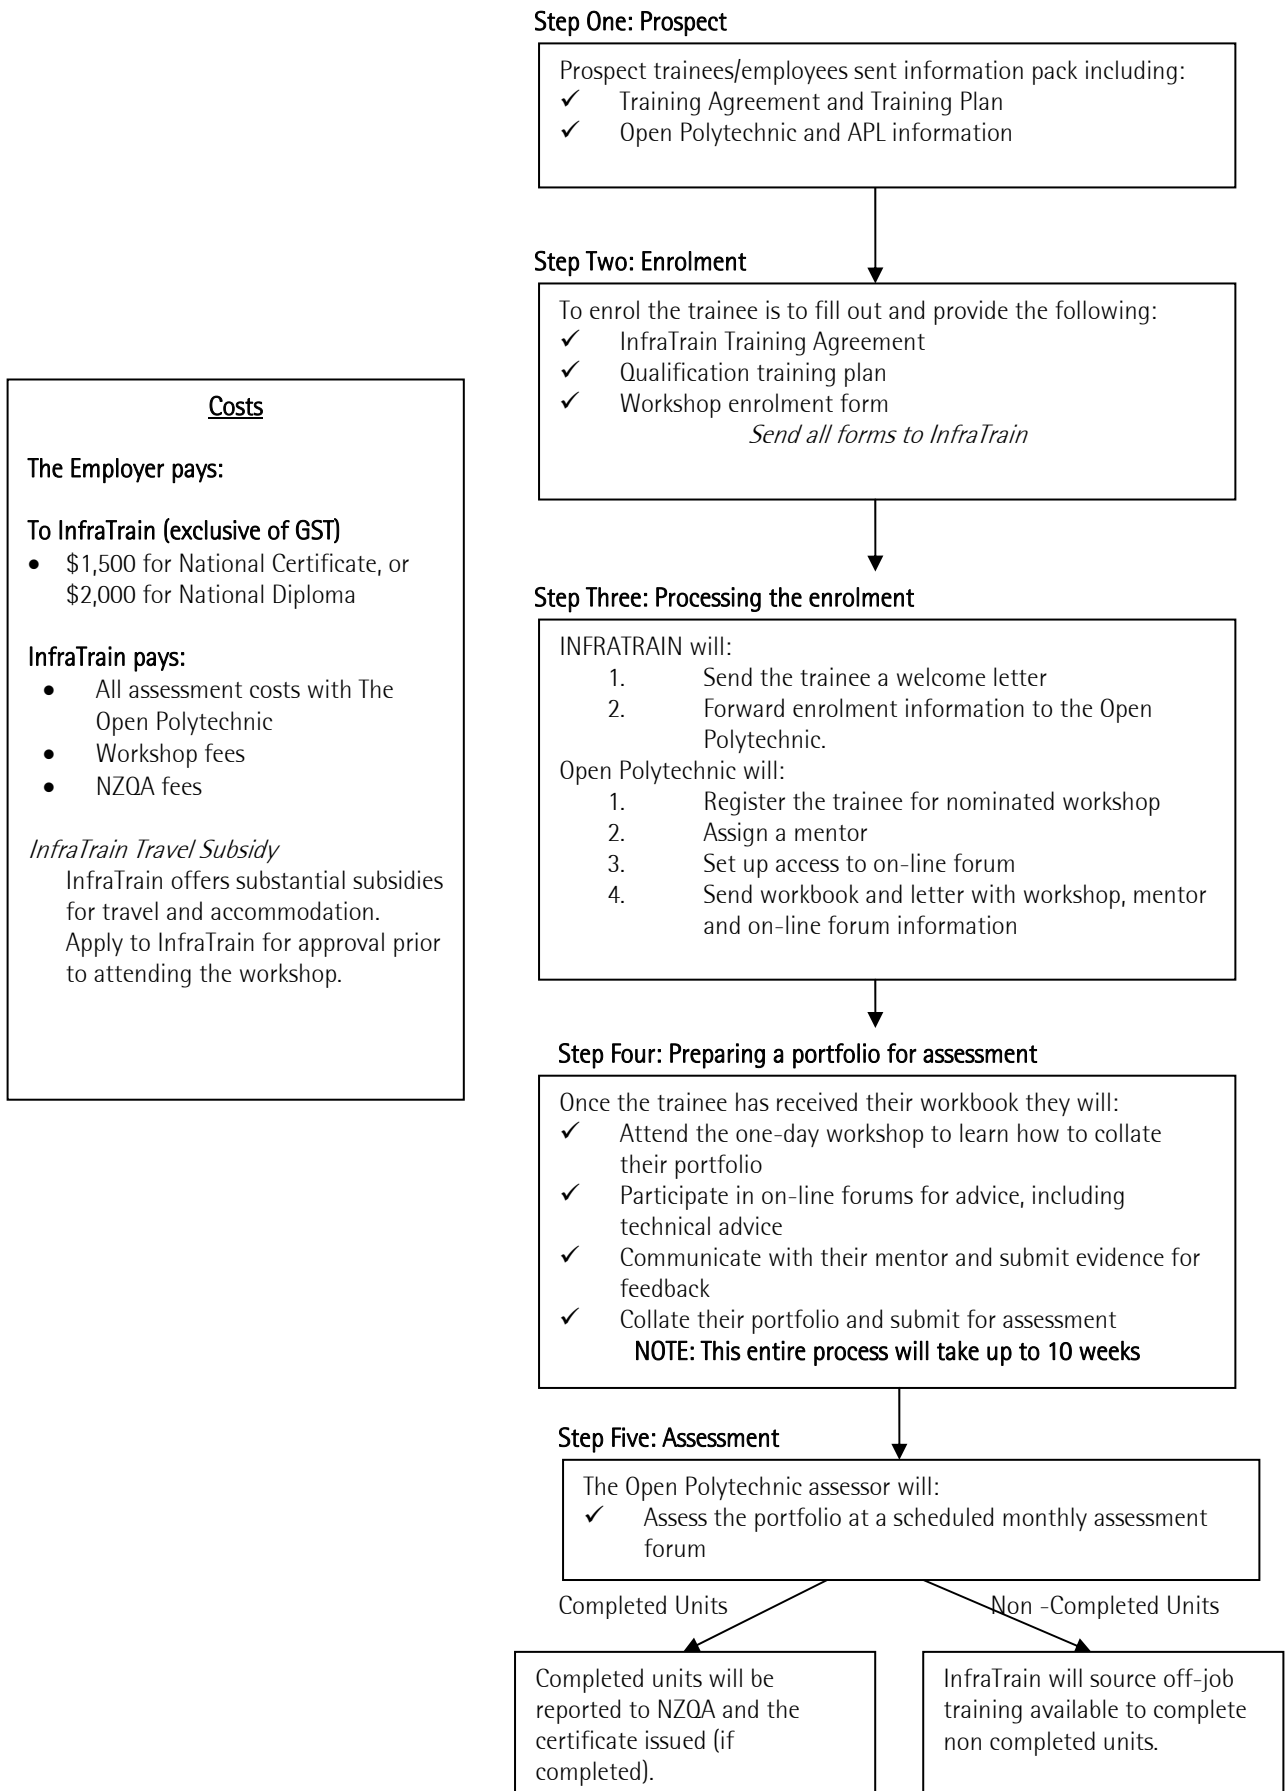 Step One: Prospect
Prospect trainees/employees sent information pack including:
✓ Training Agreement and Training Plan
✓ Open Polytechnic and APL information
Step Two: Enrolment
To enrol the trainee is to fill out and provide the following:
✓ InfraTrain Training Agreement
✓ Qualification training plan
✓ Workshop enrolment form
Send all forms to InfraTrain
Costs
The Employer pays:
To InfraTrain (exclusive of GST)
• $1,500 for National Certificate, or
$2,000 for National Diploma
InfraTrain pays:
• All assessment costs with The
Open Polytechnic
• Workshop fees
• NZQA fees
InfraTrain Travel Subsidy
InfraTrain offers substantial subsidies
for travel and accommodation.
Apply to InfraTrain for approval prior
to attending the workshop.
Step Three: Processing the enrolment
INFRATRAIN will:
1. Send the trainee a welcome letter
2. Forward enrolment information to the Open
Polytechnic.
Open Polytechnic will:
1. Register the trainee for nominated workshop
2. Assign a mentor
3. Set up access to on-line forum
4. Send workbook and letter with workshop, mentor
and on-line forum information
Step Four: Preparing a portfolio for assessment
Once the trainee has received their workbook they will:
✓ Attend the one-day workshop to learn how to collate
their portfolio
✓ Participate in on-line forums for advice, including
technical advice
✓ Communicate with their mentor and submit evidence for
feedback
✓ Collate their portfolio and submit for assessment
NOTE: This entire process will take up to 10 weeks
Step Five: Assessment
The Open Polytechnic assessor will:
✓ Assess the portfolio at a scheduled monthly assessment
forum
Completed Units
Non -Completed Units
Completed units will be
reported to NZQA and the
certificate issued (if
completed).
InfraTrain will source off-job
training available to complete
non completed units.